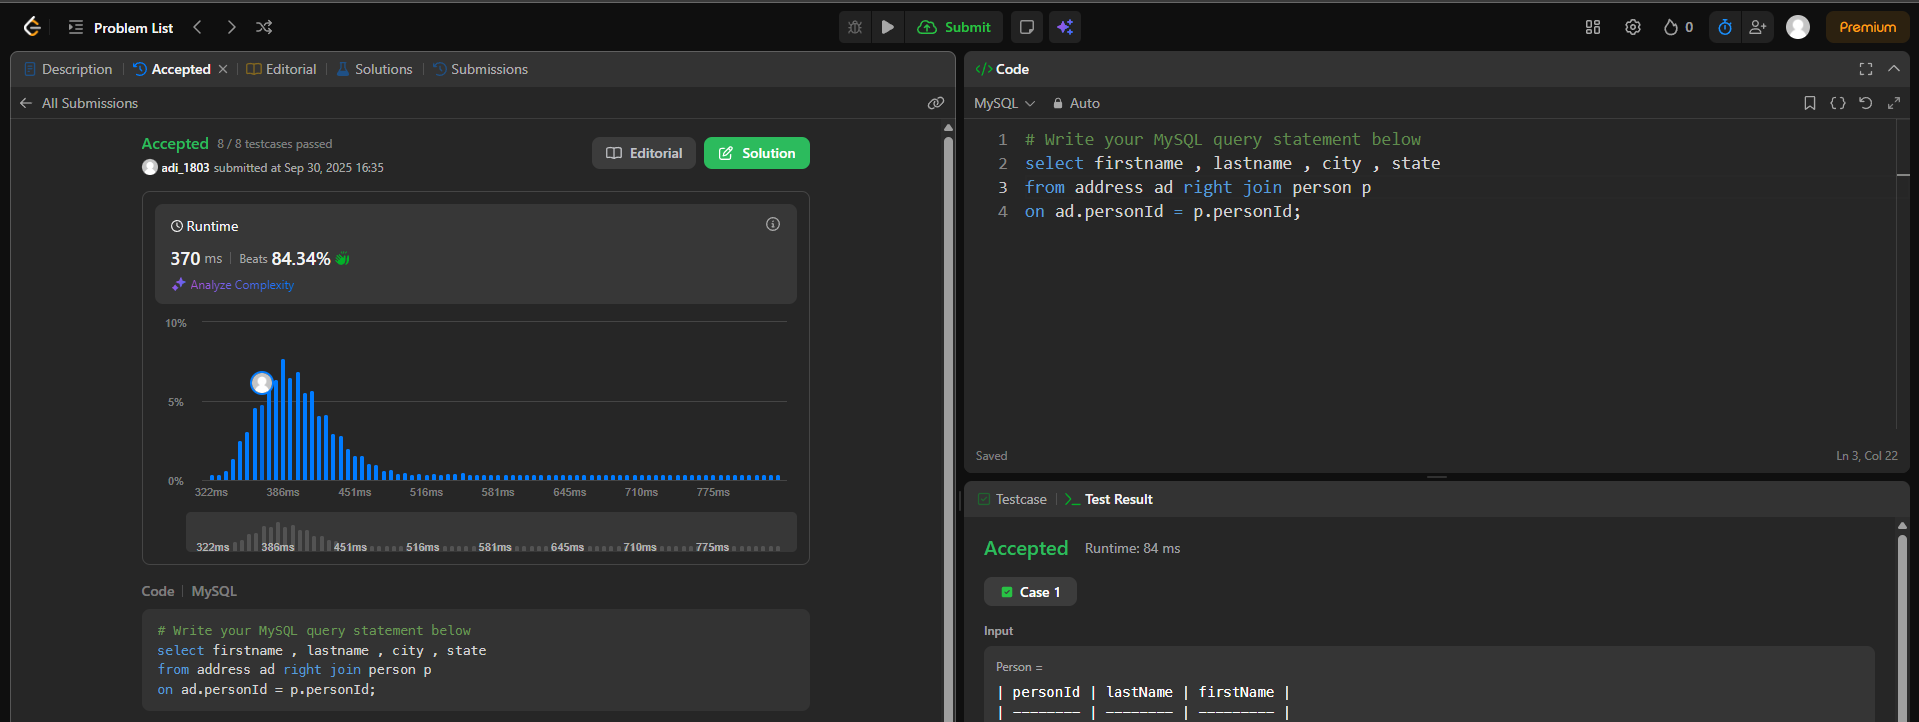 Problem List
Submit
0
Premium
Description
Accepted
Editorial
Solutions
Submissions
All Submissions
Accepted 8 / 8 testcases passed
adi_1803 submitted at Sep 30, 2025 16:35
Editorial
Solution
Runtime
370 ms Beats 84.34%
Analyze Complexity
10%
5%
0%
322ms 386ms 451ms 516ms 581ms 645ms 710ms 775ms
322ms 386ms 451ms 516ms 581ms 645ms 710ms 775ms
Code MySQL
# Write your MySQL query statement below
select firstname , lastname , city , state
from address ad right join person p
on ad.personId = p.personId;
</> Code
MySQL Auto
1 # Write your MySQL query statement below
2 select firstname , lastname , city , state
3 from address ad right join person p
4 on ad.personId = p.personId;
Saved
Ln 3, Col 22
Testcase
Test Result
Accepted Runtime: 84 ms
Case 1
Input
Person =
| personId | lastName | firstName |
| -------- | -------- | --------- |